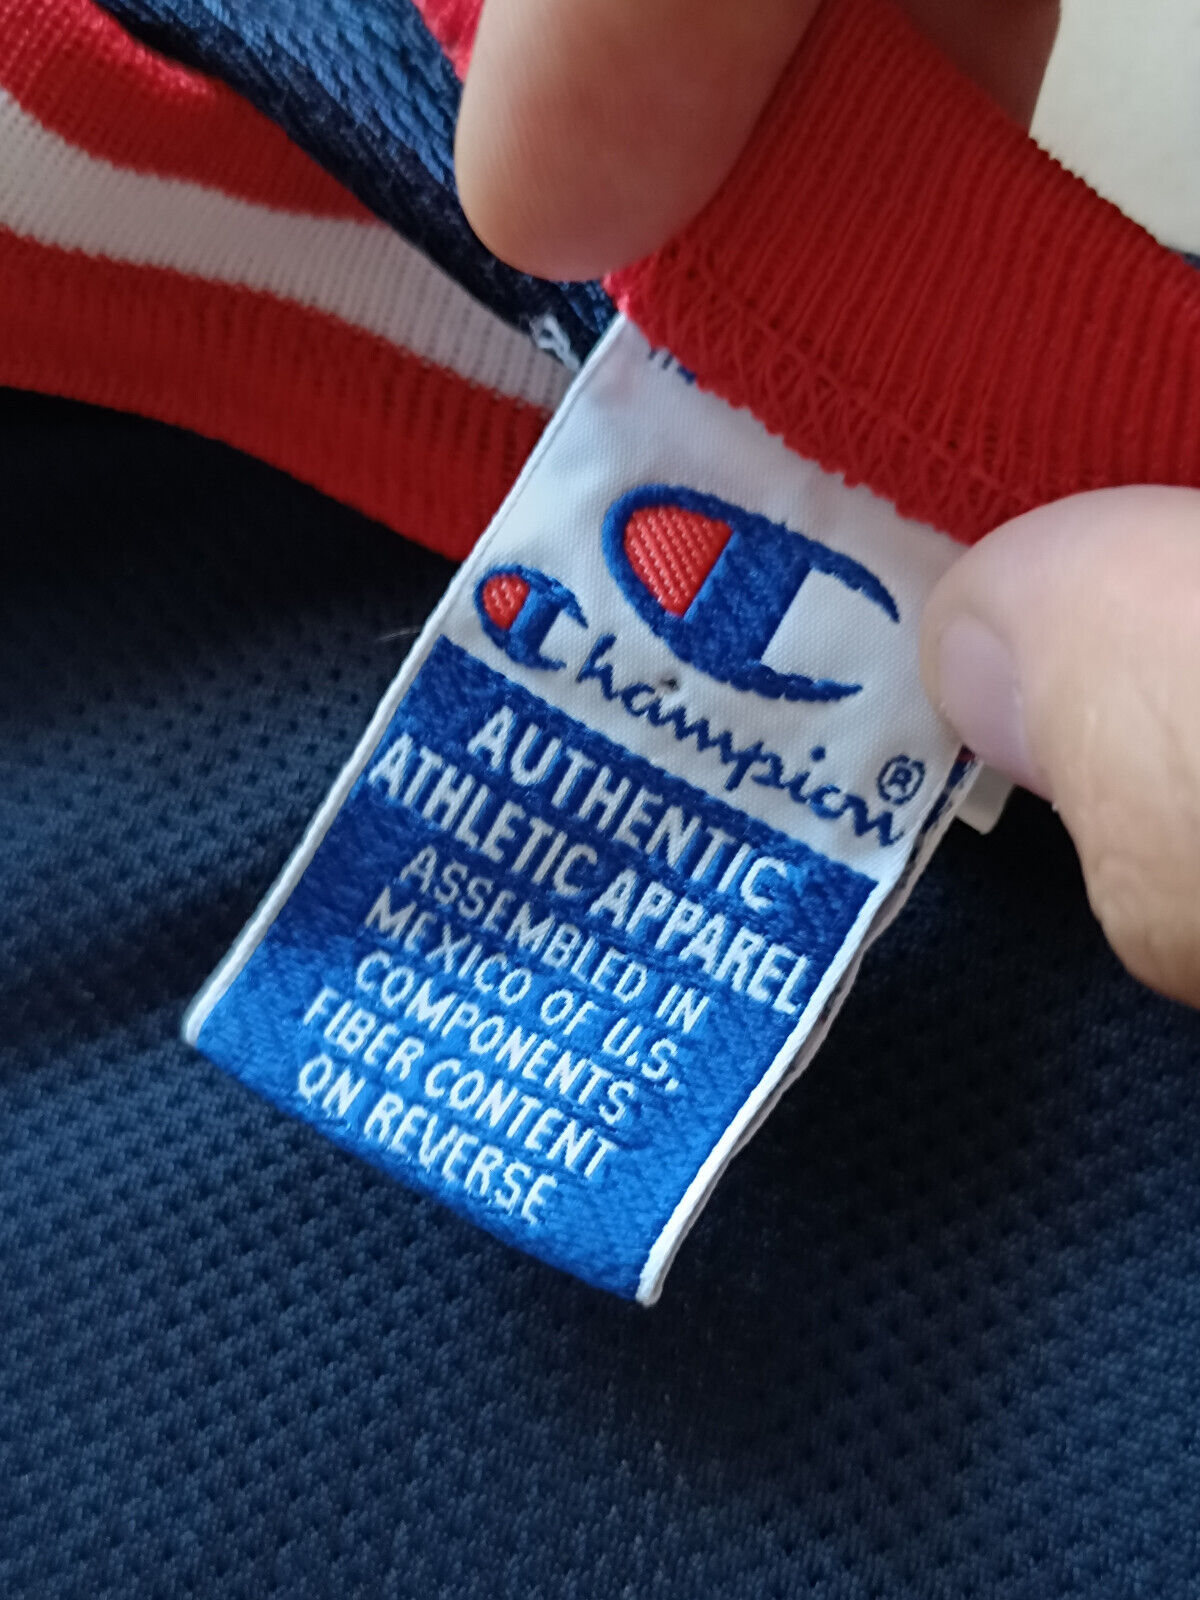 Champion®
AUTHENTIC
ATHLETIC APPAREL
ASSEMBLED IN
MEXICO OF U.S.
COMPONENTS
FIBER CONTENT
ON REVERSE